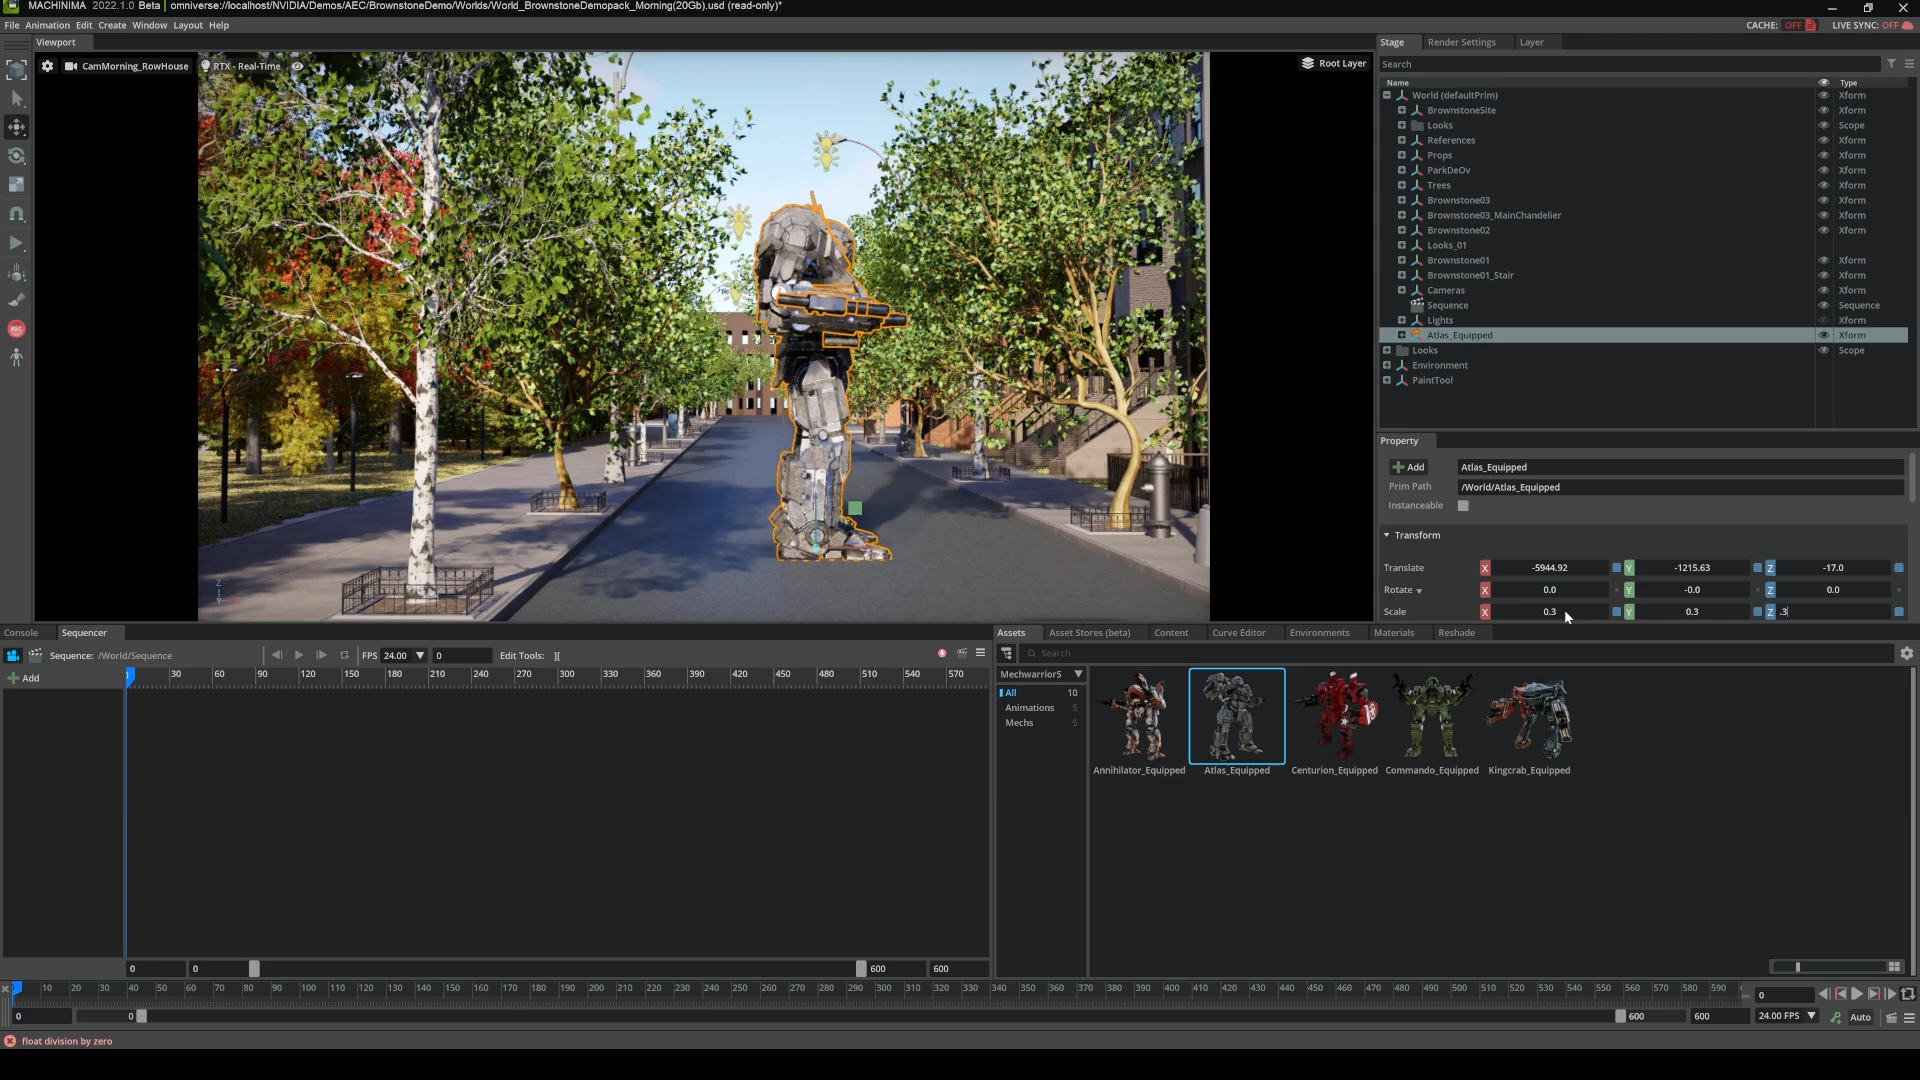 MACHINIMA 2022.1.0 Beta | omniverse://localhost/NVIDIA/Demos/AEC/BrownstoneDemo/Worlds/World_BrownstoneDemopack_Morning(20Gb).usd (read-only)*
File Animation Edit Create Window Layout Help
CACHE: OFF
LIVE SYNC: OFF
Viewport
CamMorning_RowHouse
RTX - Real-Time
Root Layer
Z
Stage Render Settings Layer
Search
Name Type
World (defaultPrim) Xform
BrownstoneSite Xform
Looks Scope
References Xform
Props Xform
ParkDeOv Xform
Trees Xform
Brownstone03 Xform
Brownstone03_MainChandelier Xform
Brownstone02 Xform
Looks_01
Brownstone01 Xform
Brownstone01_Stair Xform
Cameras Xform
Sequence Sequence
Lights Xform
Atlas_Equipped Xform
Looks Scope
Environment
PaintTool
Property
Add Atlas_Equipped
Prim Path /World/Atlas_Equipped
Instanceable
Transform
Translate X -5944.92 Y -1215.63 Z -17.0
Rotate X 0.0 Y -0.0 Z 0.0
Scale X 0.3 Y 0.3 Z .3
REC
Console Sequencer
Sequence: /World/Sequence FPS 24.00 0 Edit Tools: ][
Add
30 60 90 120 150 180 210 240 270 300 330 360 390 420 450 480 510 540 570
0 0 600 600
Assets Asset Stores (beta) Content Curve Editor Environments Materials Reshade
Search
Mechwarrior5
All 10
Animations 5
Mechs 5
Annihilator_Equipped Atlas_Equipped Centurion_Equipped Commando_Equipped Kingcrab_Equipped
10 20 30 40 50 60 70 80 90 100 110 120 130 140 150 160 170 180 190 200 210 220 230 240 250 260 270 280 290 300 310 320 330 340 350 360 370 380 390 400 410 420 430 440 450 460 470 480 490 500 510 520 530 540 550 560 570 580 590
0
0 0 600 600 24.00 FPS Auto
float division by zero